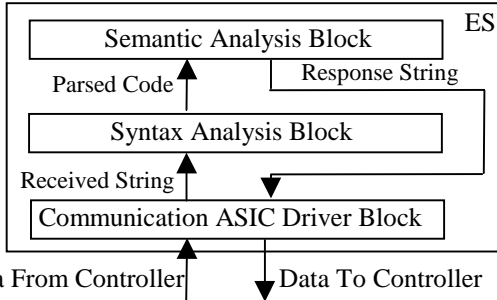 ES
Semantic Analysis Block
Parsed Code
Response String
Syntax Analysis Block
Received String
Communication ASIC Driver Block
From Controller
Data To Controller